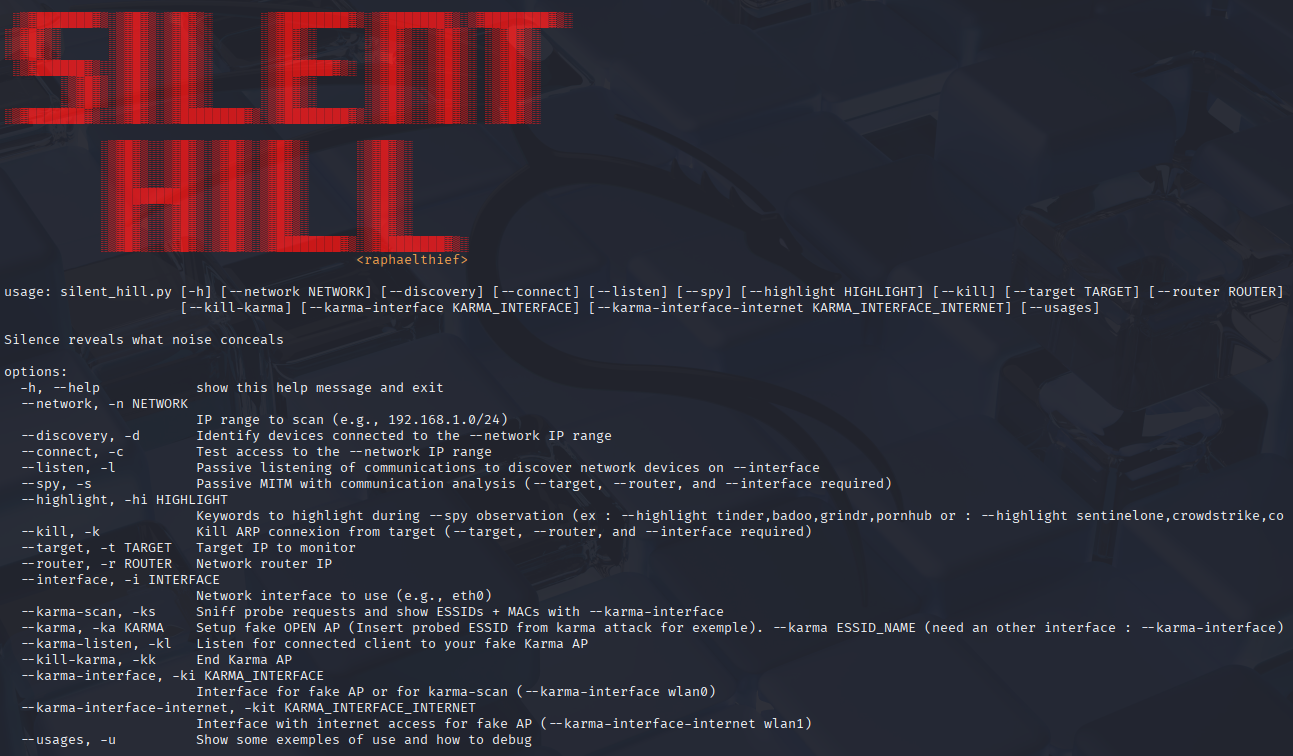 SILENT
HILL
<raphaelthief>
usage: silent_hill.py [-h] [--network NETWORK] [--discovery] [--connect] [--listen] [--spy] [--highlight HIGHLIGHT] [--kill] [--target TARGET] [--router ROUTER]
[--kill-karma] [--karma-interface KARMA_INTERFACE] [--karma-interface-internet KARMA_INTERFACE_INTERNET] [--usages]
Silence reveals what noise conceals
options:
-h, --help show this help message and exit
--network, -n NETWORK
IP range to scan (e.g., 192.168.1.0/24)
--discovery, -d Identify devices connected to the --network IP range
--connect, -c Test access to the --network IP range
--listen, -l Passive listening of communications to discover network devices on --interface
--spy, -s Passive MITM with communication analysis (--target, --router, and --interface required)
--highlight, -hi HIGHLIGHT
Keywords to highlight during --spy observation (ex : --highlight tinder,badoo,grindr,pornhub or : --highlight sentinelone,crowdstrike,co
--kill, -k Kill ARP connexion from target (--target, --router, and --interface required)
--target, -t TARGET Target IP to monitor
--router, -r ROUTER Network router IP
--interface, -i INTERFACE
Network interface to use (e.g., eth0)
--karma-scan, -ks Sniff probe requests and show ESSIDs + MACs with --karma-interface
--karma, -ka KARMA Setup fake OPEN AP (Insert probed ESSID from karma attack for exemple). --karma ESSID_NAME (need an other interface : --karma-interface)
--karma-listen, -kl Listen for connected client to your fake Karma AP
--kill-karma, -kk End Karma AP
--karma-interface, -ki KARMA_INTERFACE
Interface for fake AP or for karma-scan (--karma-interface wlan0)
--karma-interface-internet, -kit KARMA_INTERFACE_INTERNET
Interface with internet access for fake AP (--karma-interface-internet wlan1)
--usages, -u Show some examples of use and how to debug